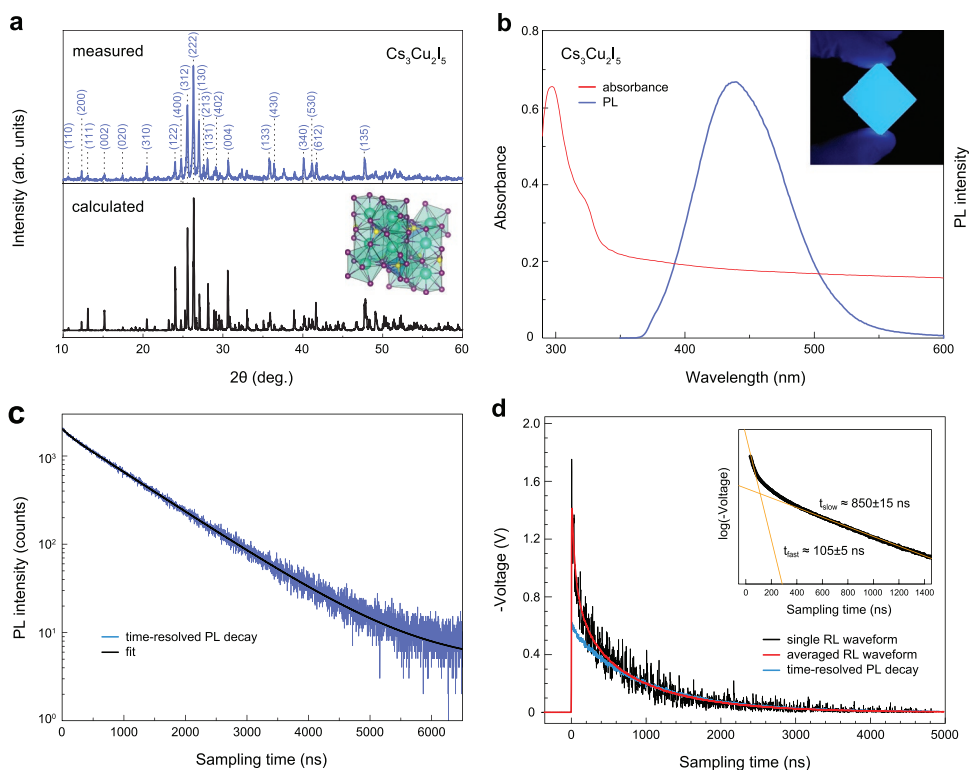 a
measured
Cs₃Cu₂I₅
(110)
(200)
(111)
(002)
(020)
(310)
(122)
(400)
(312)
(222)
(130)
(213)
(131)
(402)
(004)
(133)
(430)
(340)
(530)
(612)
(135)
calculated
Intensity (arb. units)
10 20 30 40 50 60
2θ (deg.)
b
Cs₃Cu₂I₅
absorbance
PL
Absorbance
PL intensity
0.8
0.6
0.4
0.2
0.0
300 400 500 600
Wavelength (nm)
c
PL intensity (counts)
10³
10²
10¹
10⁰
time-resolved PL decay
fit
0 1000 2000 3000 4000 5000 6000
Sampling time (ns)
d
-Voltage (V)
2.0
1.6
1.2
0.8
0.4
0
log(-Voltage)
t_slow ≈ 850±15 ns
t_fast ≈ 105±5 ns
0 200 400 600 800 1000 1200 1400
Sampling time (ns)
single RL waveform
averaged RL waveform
time-resolved PL decay
0 1000 2000 3000 4000 5000
Sampling time (ns)